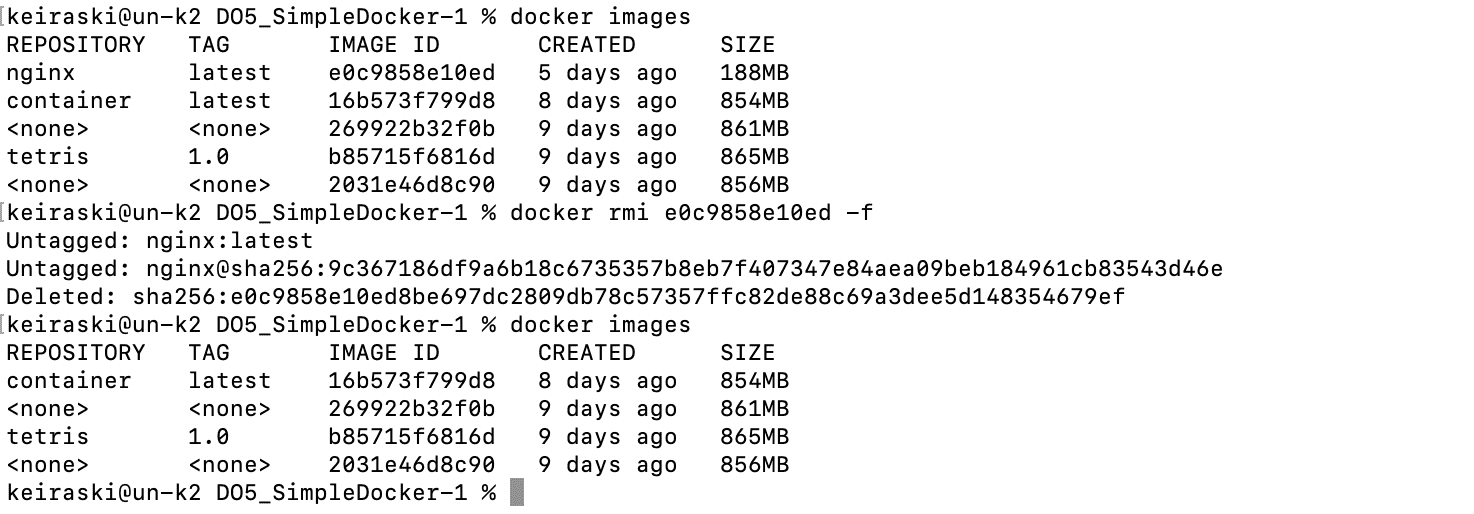 [keiraski@un-k2 DO5_SimpleDocker-1 % docker images
REPOSITORY   TAG       IMAGE ID       CREATED      SIZE
nginx        latest    e0c9858e10ed   5 days ago   188MB
container    latest    16b573f799d8   8 days ago   854MB
<none>       <none>    269922b32f0b   9 days ago   861MB
tetris       1.0       b85715f6816d   9 days ago   865MB
<none>       <none>    2031e46d8c90   9 days ago   856MB
[keiraski@un-k2 DO5_SimpleDocker-1 % docker rmi e0c9858e10ed -f
Untagged: nginx:latest
Untagged: nginx@sha256:9c367186df9a6b18c6735357b8eb7f407347e84aea09beb184961cb83543d46e
Deleted: sha256:e0c9858e10ed8be697dc2809db78c57357ffc82de88c69a3dee5d148354679ef
[keiraski@un-k2 DO5_SimpleDocker-1 % docker images
REPOSITORY   TAG       IMAGE ID       CREATED      SIZE
container    latest    16b573f799d8   8 days ago   854MB
<none>       <none>    269922b32f0b   9 days ago   861MB
tetris       1.0       b85715f6816d   9 days ago   865MB
<none>       <none>    2031e46d8c90   9 days ago   856MB
keiraski@un-k2 DO5_SimpleDocker-1 %